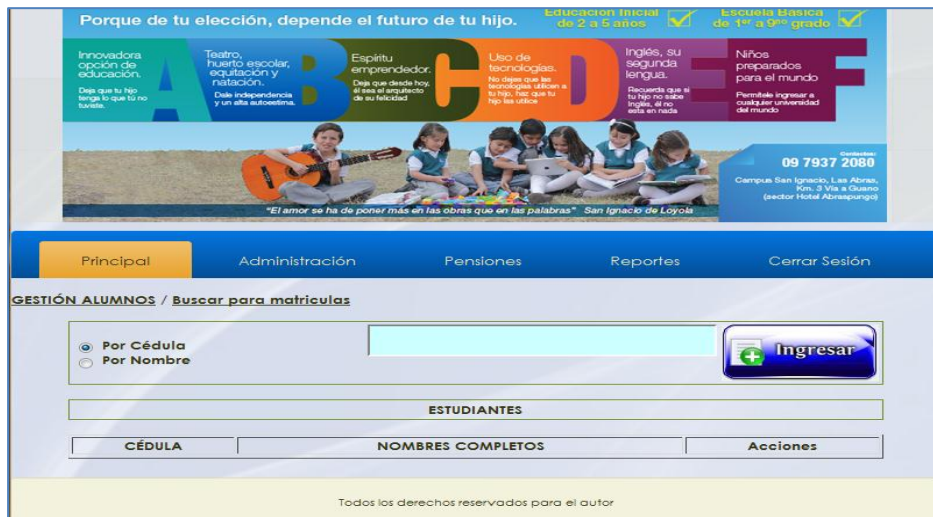 Porque de tu elección, depende el futuro de tu hijo.
Educación Inicial
de 2 a 5 años
Escuela Básica
de 1er a 9no grado
Innovadora
opción de
educación.
Deja que tu hijo
tenga lo que tú no
tuviste.
Teatro,
huerto escolar,
equitación y
natación.
Dale independencia
y un alta autoestima.
Espíritu
emprendedor.
Deja que desde hoy,
él sea el arquitecto
de su felicidad
Uso de
tecnologías.
No dejes que las
tecnologías utilicen a
tu hijo, haz que tu
hijo las utilice
Inglés, su
segunda
lengua.
Recuerda que si
tu hijo no sabe
Inglés, él no
esta en nada
Niños
preparados
para el mundo
Permítele ingresar a
cualquier universidad
del mundo
A B C D E F
Contactos:
09 7937 2080
Campus San Ignacio, Las Abras,
Km. 3 Vía a Guano
(sector Hotel Abraspungo)
"El amor se ha de poner más en las obras que en las palabras" San Ignacio de Loyola
Principal Administración Pensiones Reportes Cerrar Sesión
GESTIÓN ALUMNOS / Buscar para matriculas
Por Cédula
Por Nombre
Ingresar
ESTUDIANTES
CÉDULA NOMBRES COMPLETOS Acciones
Todos los derechos reservados para el autor